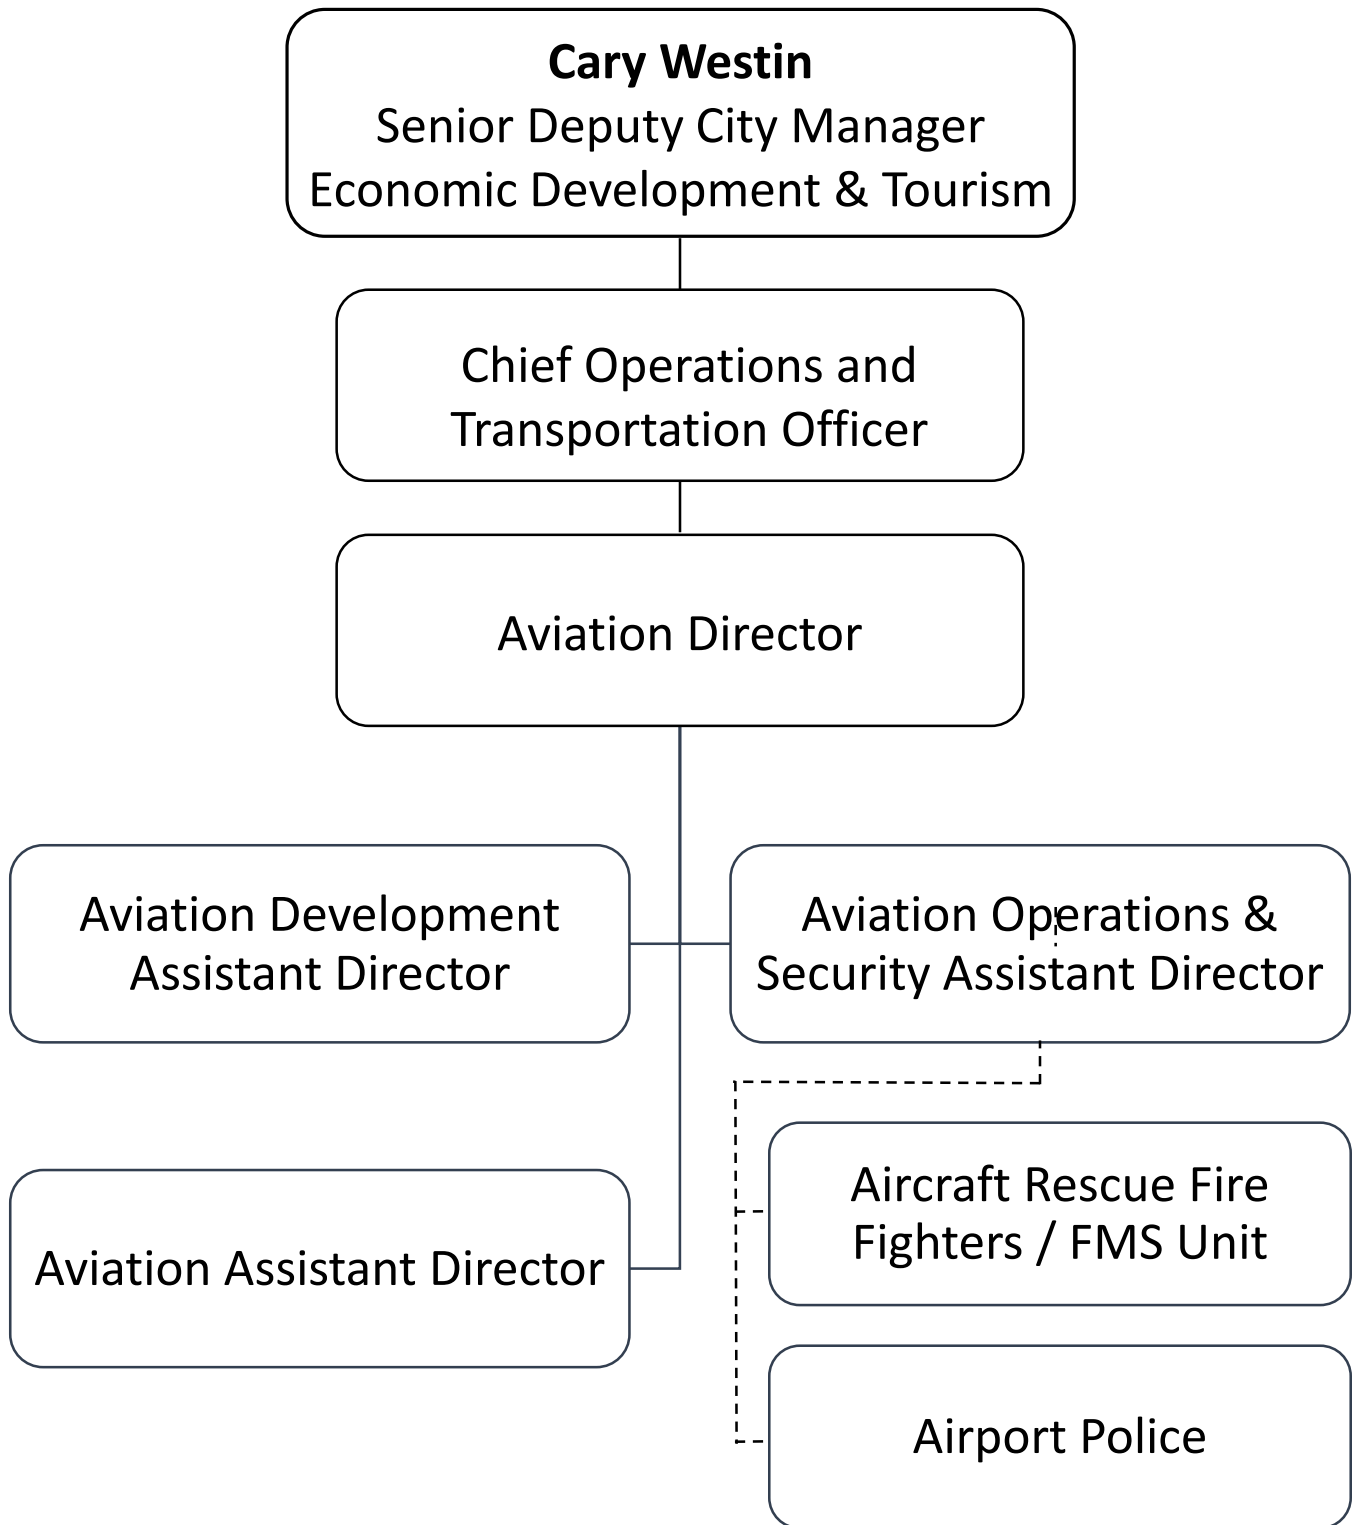 Cary Westin
Senior Deputy City Manager
Economic Development & Tourism
Chief Operations and
Transportation Officer
Aviation Director
Aviation Development
Assistant Director
Aviation Operations &
Security Assistant Director
Aviation Assistant Director
Aircraft Rescue Fire
Fighters / FMS Unit
Airport Police